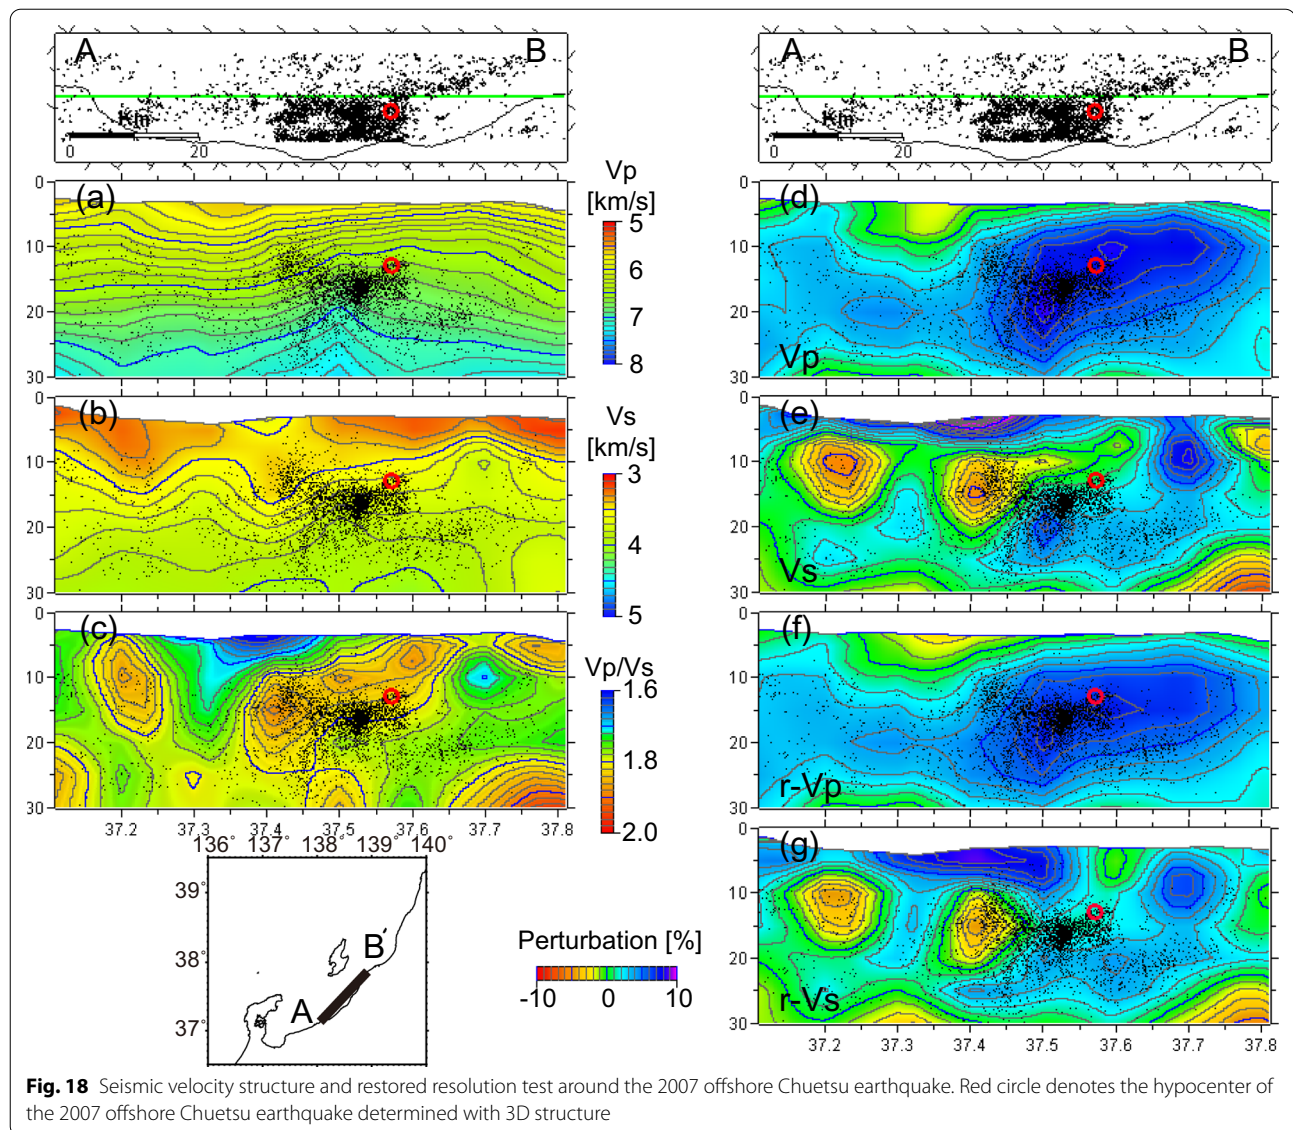 A B
Km
0 20
A B
Km
0 20
(a)
0
10
20
30
Vp
[km/s]
5
6
7
8
(d)
Vp
0
10
20
30
(b)
0
10
20
30
Vs
[km/s]
3
4
5
(e)
Vs
0
10
20
30
(c)
0
10
20
30
37.2 37.3 37.4 37.5 37.6 37.7 37.8
Vp/Vs
1.6
1.8
2.0
(f)
r-Vp
0
10
20
30
(g)
r-Vs
0
10
20
30
37.2 37.3 37.4 37.5 37.6 37.7 37.8
136° 137° 138° 139° 140°
39°
38°
37°
A
B'
Perturbation [%]
-10 0 10
Fig. 18 Seismic velocity structure and restored resolution test around the 2007 offshore Chuetsu earthquake. Red circle denotes the hypocenter of
the 2007 offshore Chuetsu earthquake determined with 3D structure